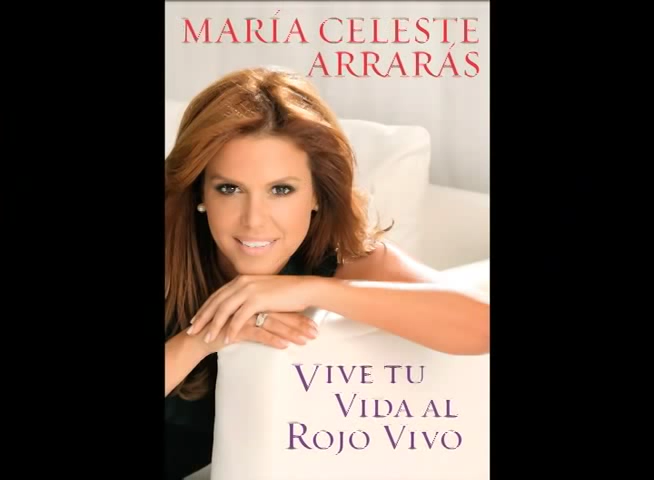 MARÍA CELESTE
ARRARÁS
VIVE TU
VIDA AL
ROJO VIVO